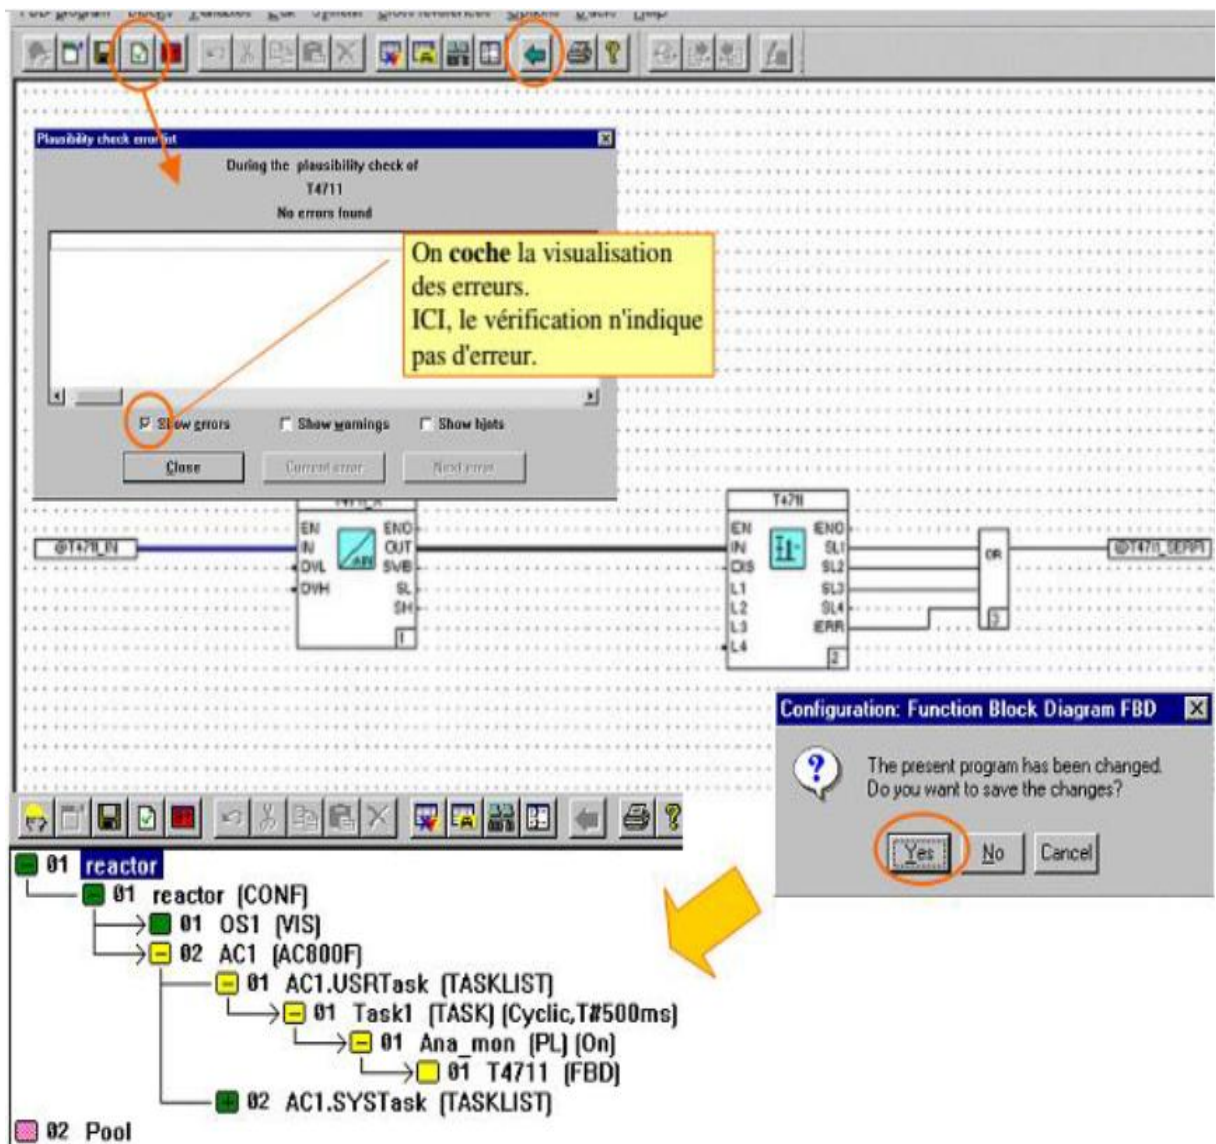 Plausibility check error list
During the plausibility check of
T4711
No errors found
On coche la visualisation
des erreurs.
ICI, le vérification n'indique
pas d'erreur.
Show errors Show warnings Show hints
Close Current error Next error
T4711
EN ENO
@T4711_IN IN OUT
OVL SWB
OVH SL
SH
1
EN ENO
IN SL1
DIS SL2
L1 SL3
L2 SL4
L3 IERR
L4
2
OR
3
Configuration: Function Block Diagram FBD
The present program has been changed.
Do you want to save the changes?
Yes No Cancel
01 reactor
01 reactor (CONF)
01 OS1 (VIS)
02 AC1 (AC800F)
01 AC1.USRTask (TASKLIST)
01 Task1 (TASK) (Cyclic,T#500ms)
01 Ana_mon (PL) (On)
01 T4711 (FBD)
02 AC1.SYSTask (TASKLIST)
02 Pool